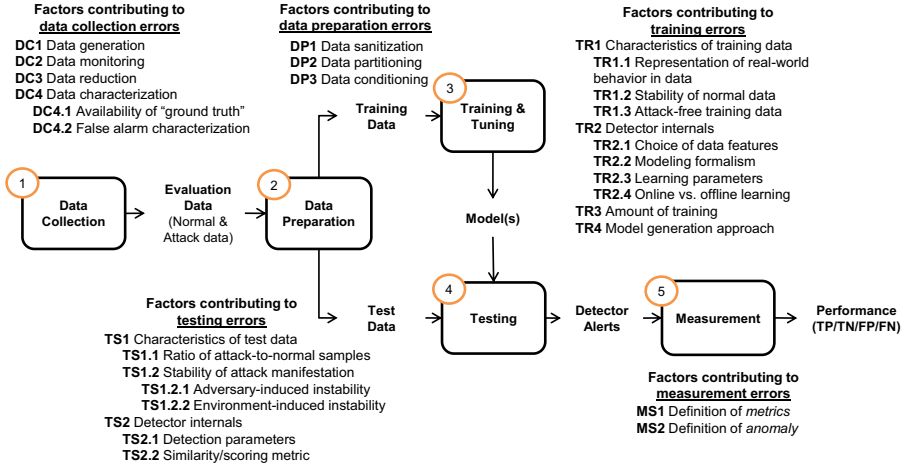 Factors contributing to
data collection errors
DC1 Data generation
DC2 Data monitoring
DC3 Data reduction
DC4 Data characterization
DC4.1 Availability of “ground truth”
DC4.2 False alarm characterization
Factors contributing to
data preparation errors
DP1 Data sanitization
DP2 Data partitioning
DP3 Data conditioning
Factors contributing to
training errors
TR1 Characteristics of training data
TR1.1 Representation of real-world
behavior in data
TR1.2 Stability of normal data
TR1.3 Attack-free training data
TR2 Detector internals
TR2.1 Choice of data features
TR2.2 Modeling formalism
TR2.3 Learning parameters
TR2.4 Online vs. offline learning
TR3 Amount of training
TR4 Model generation approach
1
Data
Collection
Evaluation
Data
(Normal &
Attack data)
2
Data
Preparation
Training
Data
3
Training &
Tuning
Model(s)
Test
Data
4
Testing
Detector
Alerts
5
Measurement
Performance
(TP/TN/FP/FN)
Factors contributing to
testing errors
TS1 Characteristics of test data
TS1.1 Ratio of attack-to-normal samples
TS1.2 Stability of attack manifestation
TS1.2.1 Adversary-induced instability
TS1.2.2 Environment-induced instability
TS2 Detector internals
TS2.1 Detection parameters
TS2.2 Similarity/scoring metric
Factors contributing to
measurement errors
MS1 Definition of metrics
MS2 Definition of anomaly